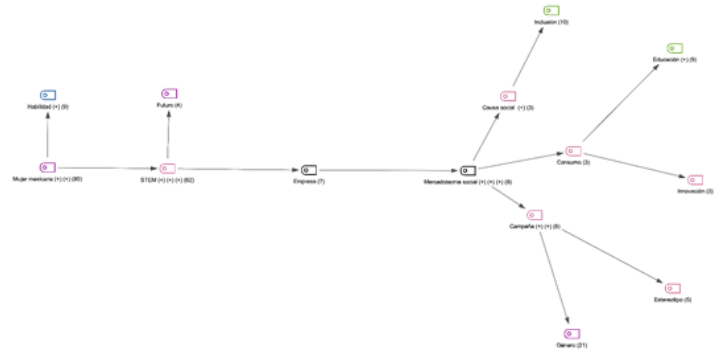 Inclusión (10)
Educación (+) (9)
Habilidad (+) (9)
Futuro (4)
Causa social (+) (3)
Mujer mexicana (+) (+) (80)
STEM (+) (+) (+) (62)
Empresa (7)
Mercadotecnia social (+) (+) (+) (9)
Consumo (3)
Innovación (3)
Campaña (+) (+) (8)
Estereotipo (5)
Genero (21)